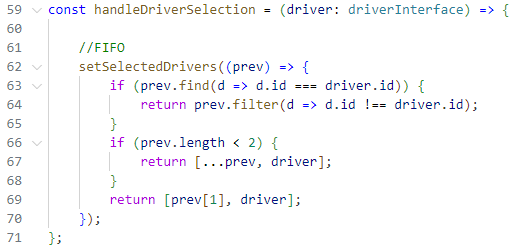 59 const handleDriverSelection = (driver: driverInterface) => {
60
61     //FIFO
62     setSelectedDrivers((prev) => {
63         if (prev.find(d => d.id === driver.id)) {
64             return prev.filter(d => d.id !== driver.id);
65         }
66         if (prev.length < 2) {
67             return [...prev, driver];
68         }
69         return [prev[1], driver];
70     });
71 };